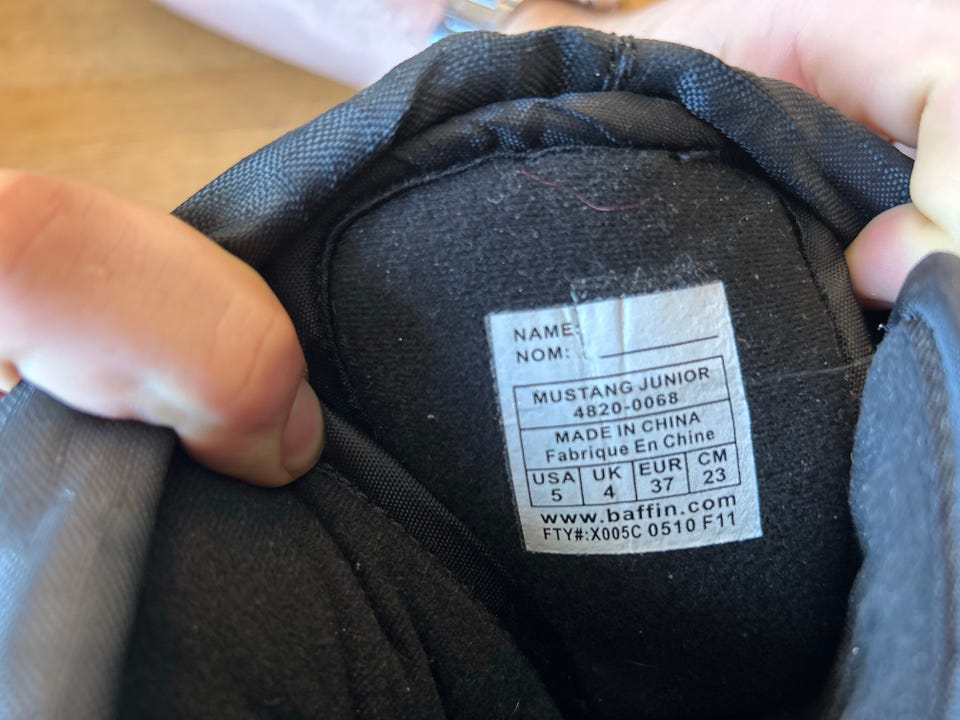 NAME:
NOM:
MUSTANG JUNIOR
4820-0068
MADE IN CHINA
Fabrique En Chine
USA UK EUR CM
5 4 37 23
www.baffin.com
FTY#:X005C 0510 F11